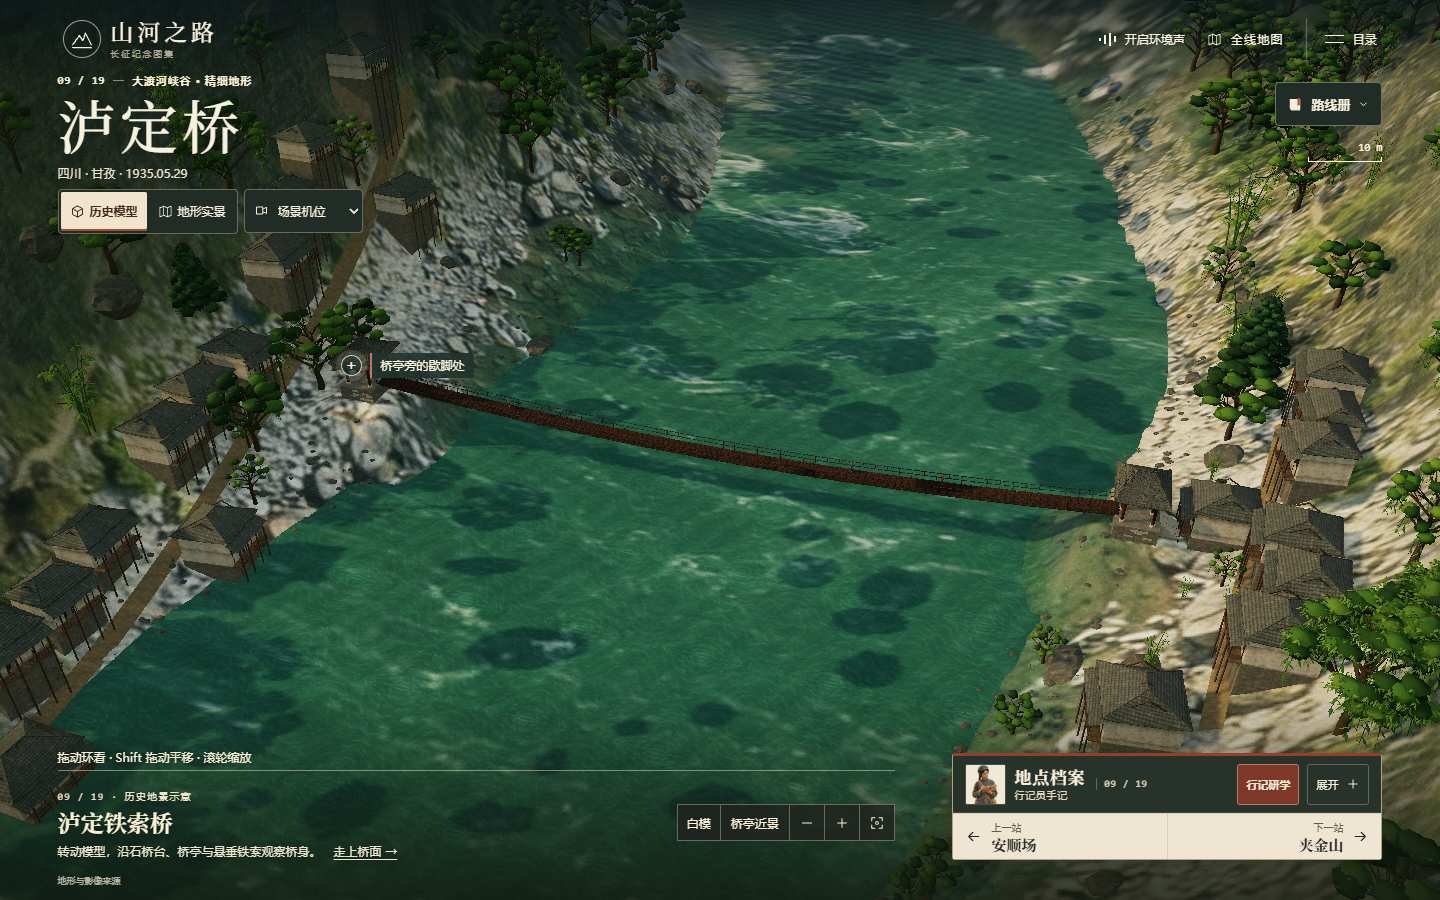 山河之路
长征纪念图集
开启环境声
全线地图
目录
09 / 19 — 大渡河峡谷 • 精细地形
泸定桥
四川 · 甘孜 · 1935.05.29
历史模型
地形实景
场景机位
路线册
10 m
桥亭旁的歇脚处
拖动环看 · Shift 拖动平移 · 滚轮缩放
09 / 19 · 历史地景示意
泸定铁索桥
转动模型，沿石桥台、桥亭与悬垂铁索观察桥身。 走上桥面 →
地形与影像来源
白模
桥亭近景
地点档案
行记员手记
09 / 19
行记研学
展开
上一站
安顺场
下一站
夹金山